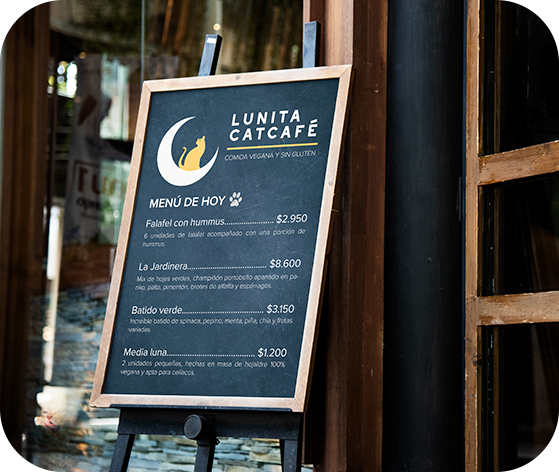 LUNITA
CATCAFÉ
COMIDA VEGANA Y SIN GLUTEN
MENÚ DE HOY
Falafel con hummus........................ $2.950
6 unidades de falafel acompañado con una porción de
hummus.
La Jardinera.................................... $8.600
Mix de hojas verdes, champiñón portobello apanado en pa-
nko, palta, pimentón, brotes de alfalfa y espárragos.
Batido verde..................................... $3.150
Increíble batido de spinaca, pepino, menta, piña, chía y frutas
variadas.
Media luna........................................ $1.200
2 unidades pequeñas, hechas en masa de hojaldre 100%
vegana y apta para celíacos.